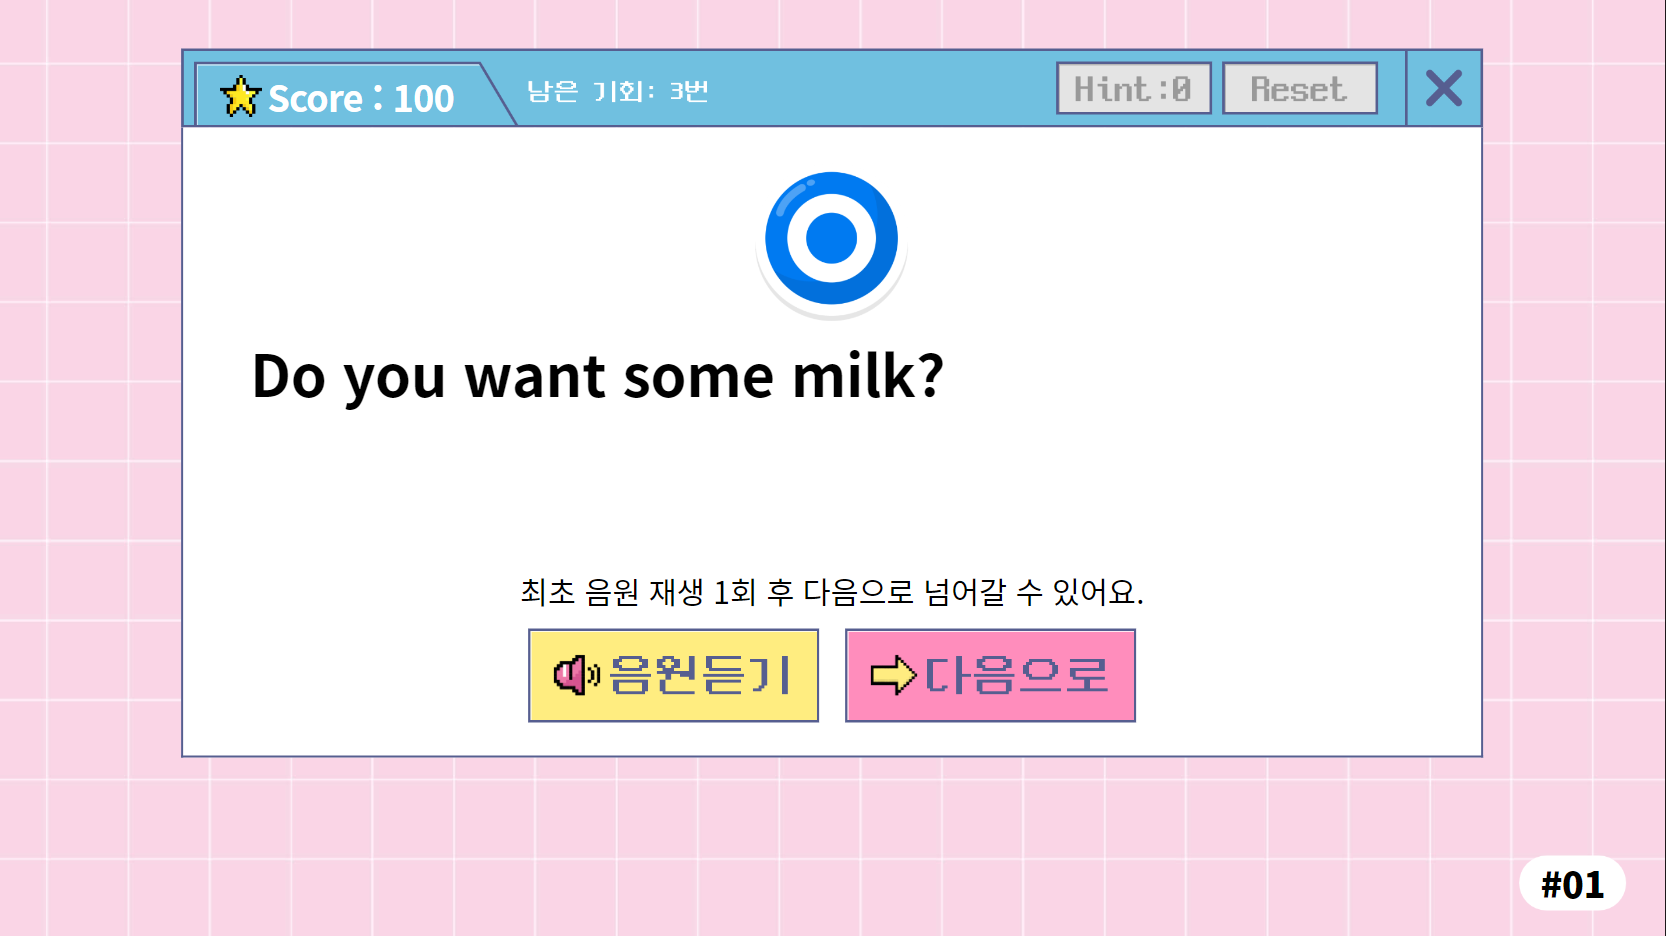 Score : 100
남은 기회: 3번
Hint:0
Reset
Do you want some milk?
최초 음원 재생 1회 후 다음으로 넘어갈 수 있어요.
음원듣기
다음으로
#01